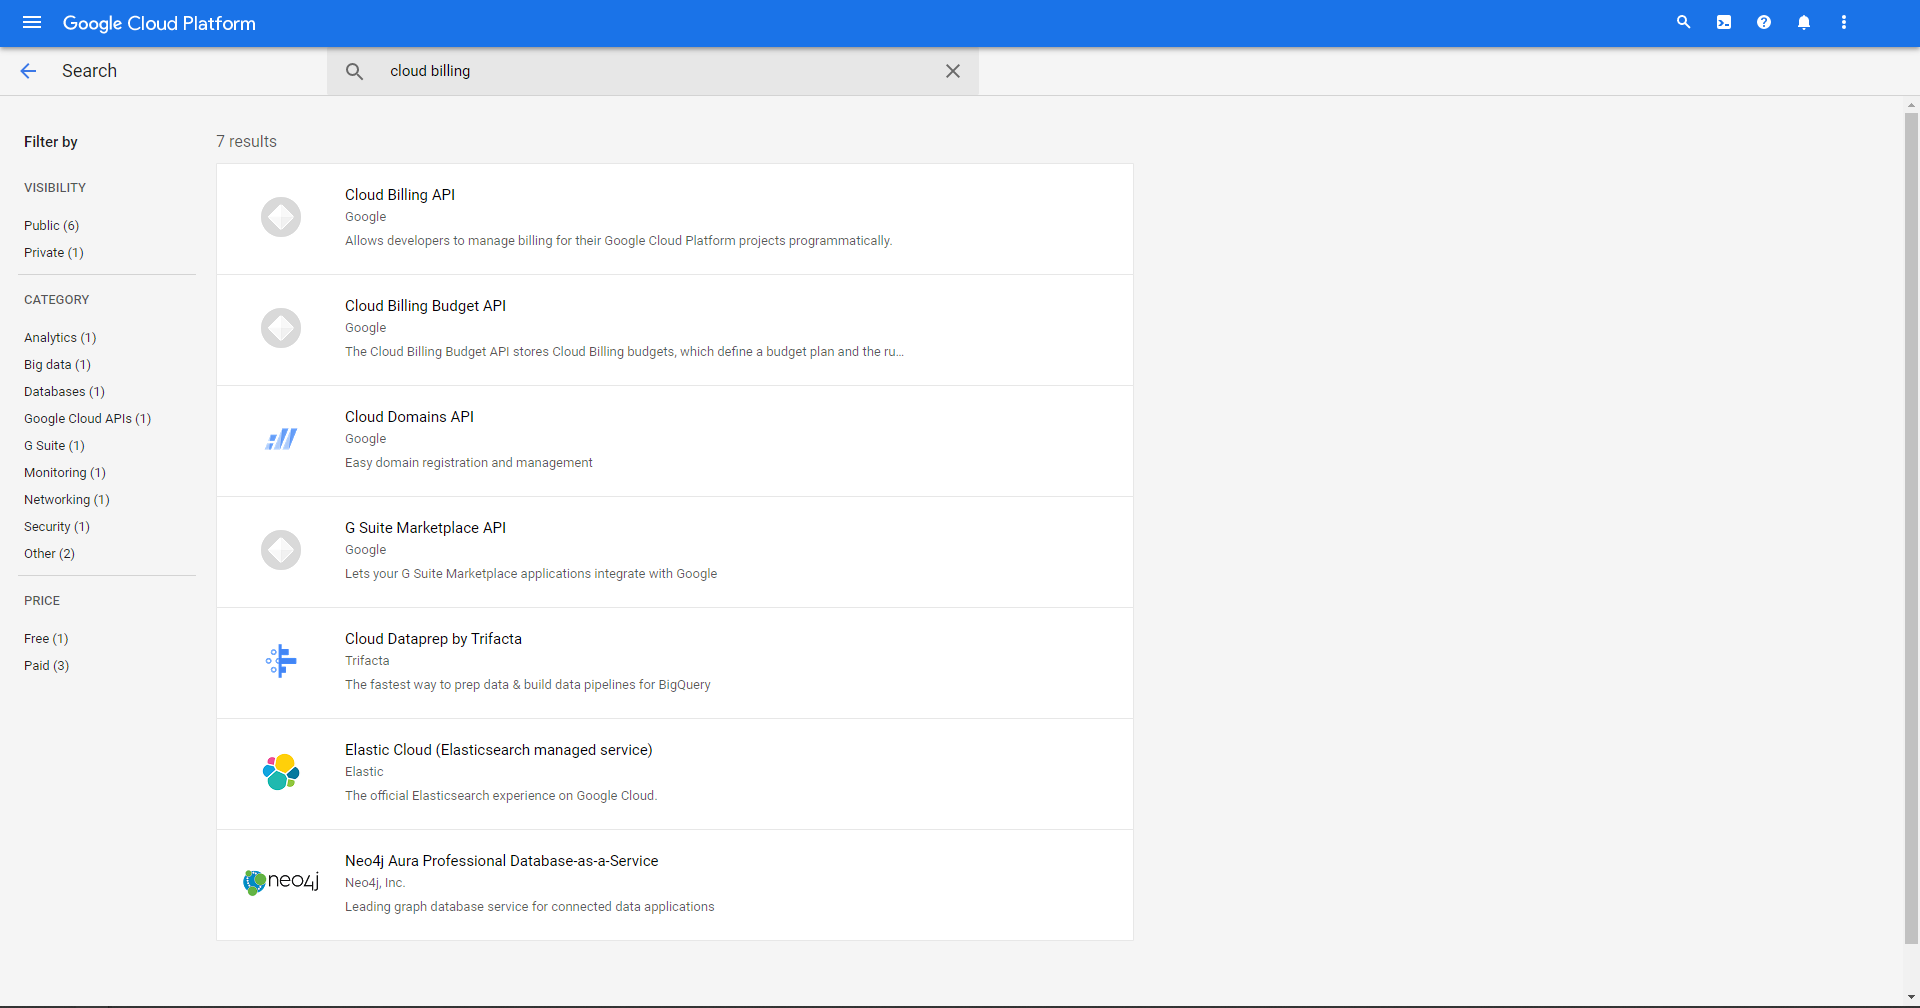 Google Cloud Platform
Search
cloud billing
Filter by
VISIBILITY
Public (6)
Private (1)
CATEGORY
Analytics (1)
Big data (1)
Databases (1)
Google Cloud APIs (1)
G Suite (1)
Monitoring (1)
Networking (1)
Security (1)
Other (2)
PRICE
Free (1)
Paid (3)
7 results
Cloud Billing API
Google
Allows developers to manage billing for their Google Cloud Platform projects programmatically.
Cloud Billing Budget API
Google
The Cloud Billing Budget API stores Cloud Billing budgets, which define a budget plan and the ru...
Cloud Domains API
Google
Easy domain registration and management
G Suite Marketplace API
Google
Lets your G Suite Marketplace applications integrate with Google
Cloud Dataprep by Trifacta
Trifacta
The fastest way to prep data & build data pipelines for BigQuery
Elastic Cloud (Elasticsearch managed service)
Elastic
The official Elasticsearch experience on Google Cloud.
neo4j
Neo4j Aura Professional Database-as-a-Service
Neo4j, Inc.
Leading graph database service for connected data applications